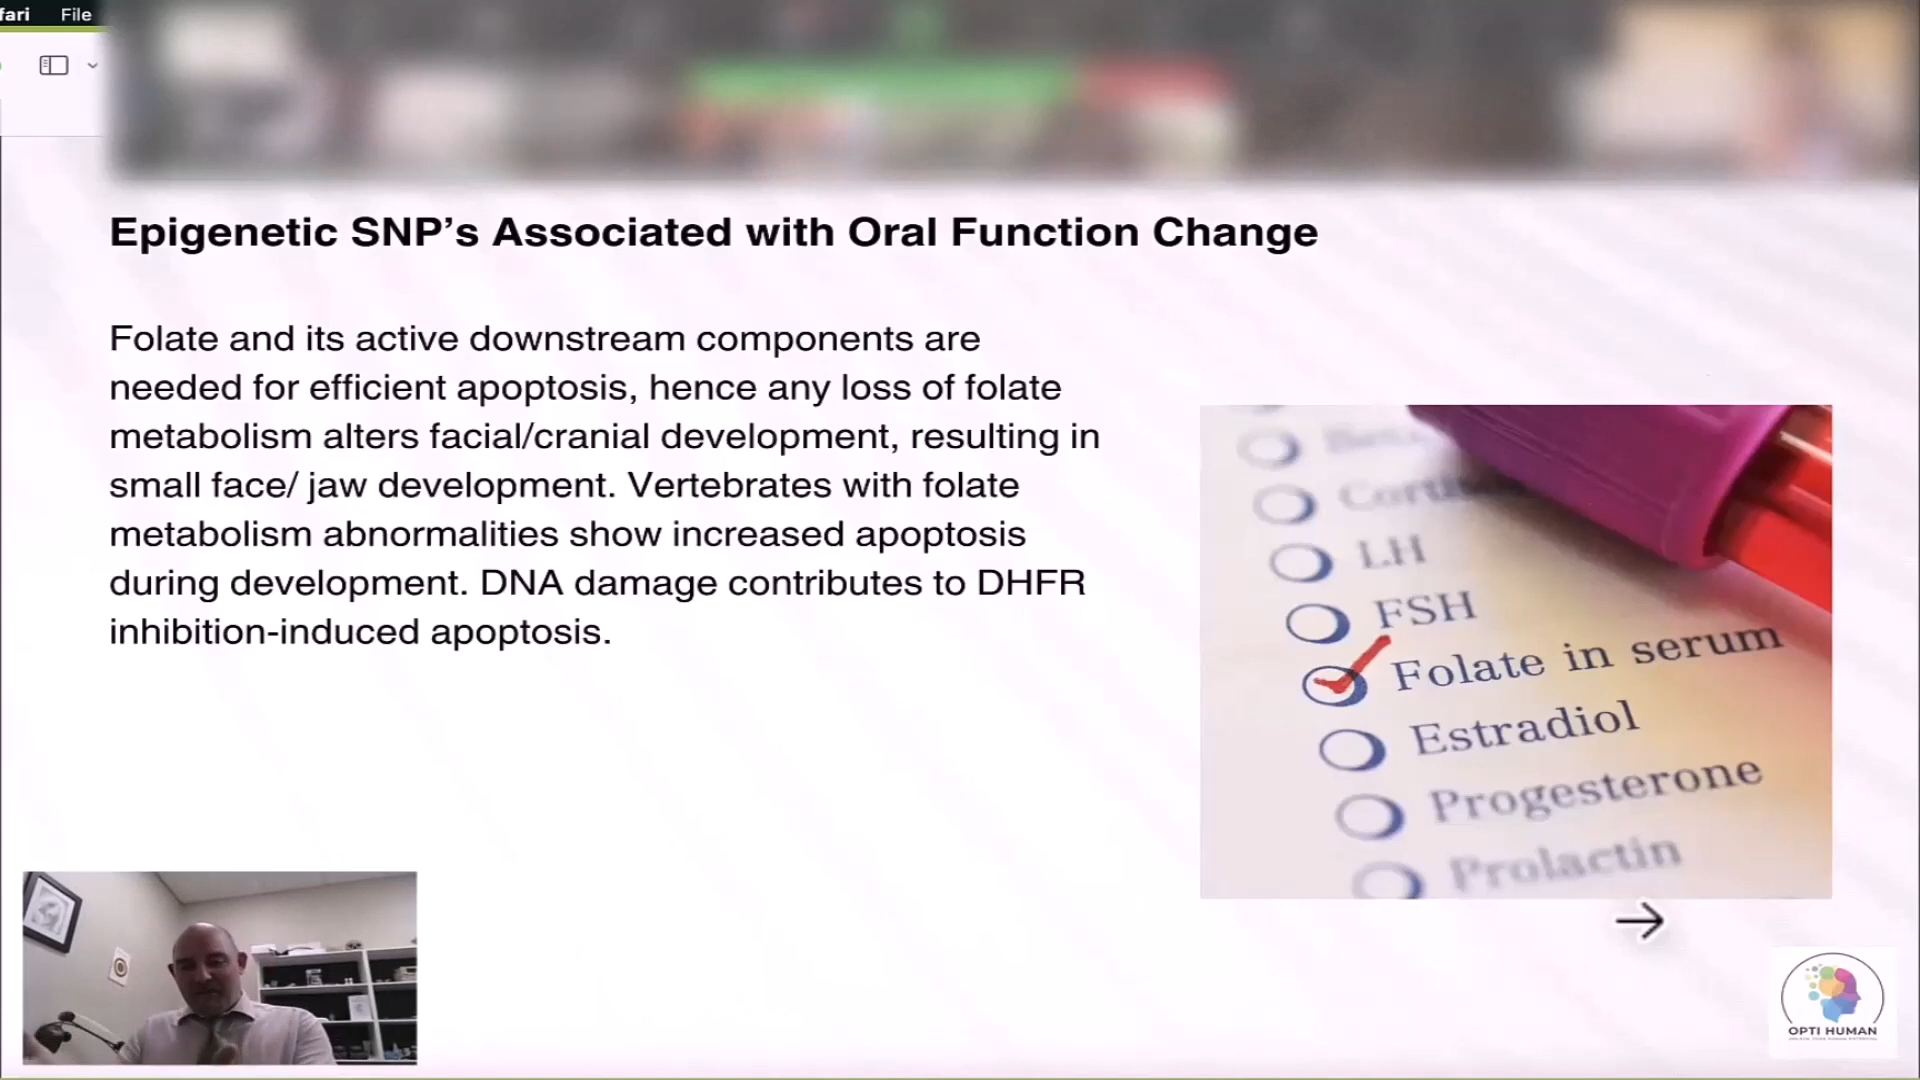 fari File
Epigenetic SNP's Associated with Oral Function Change
Folate and its active downstream components are
needed for efficient apoptosis, hence any loss of folate
metabolism alters facial/cranial development, resulting in
small face/ jaw development. Vertebrates with folate
metabolism abnormalities show increased apoptosis
during development. DNA damage contributes to DHFR
inhibition-induced apoptosis.
LH
FSH
Folate in serum
Estradiol
Progesterone
Prolactin
OPTI HUMAN